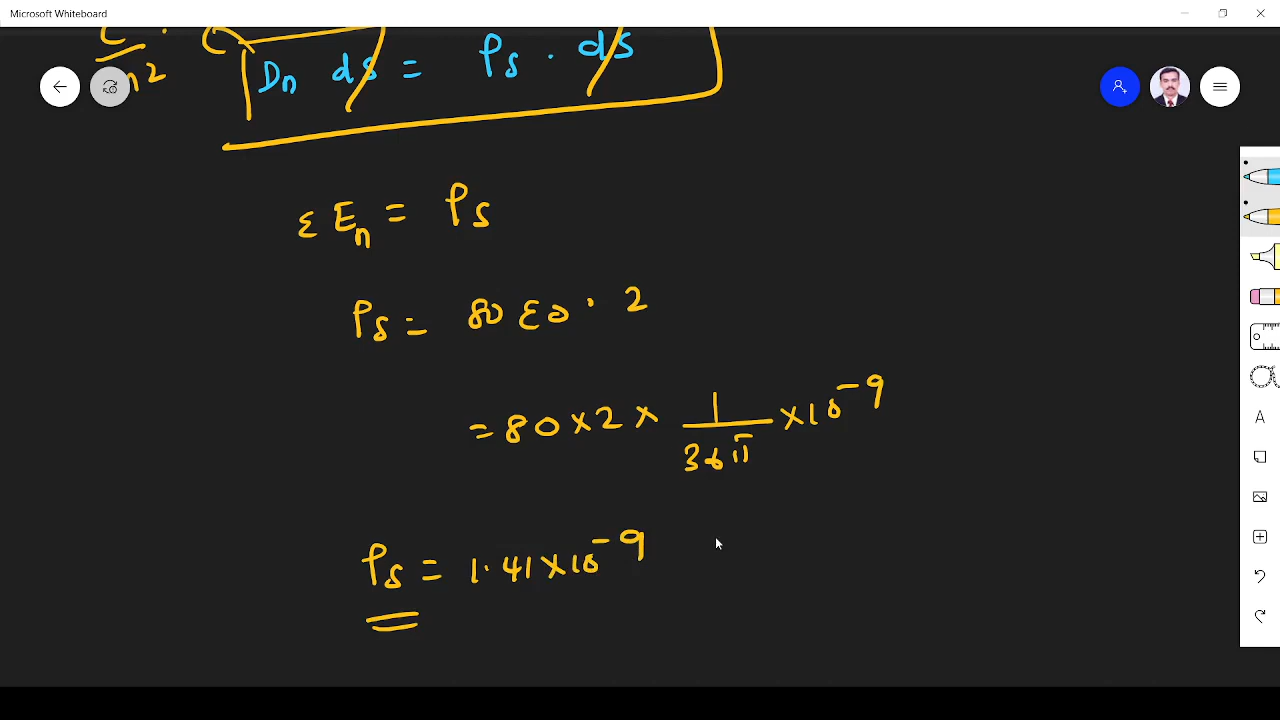 Microsoft Whiteboard
Dn ds = ρs · ds
ε En = ρs
ρs = 80 ε0 · 2
= 80 × 2 × 1/36π × 10⁻⁹
ρs = 1.41 × 10⁻⁹
A